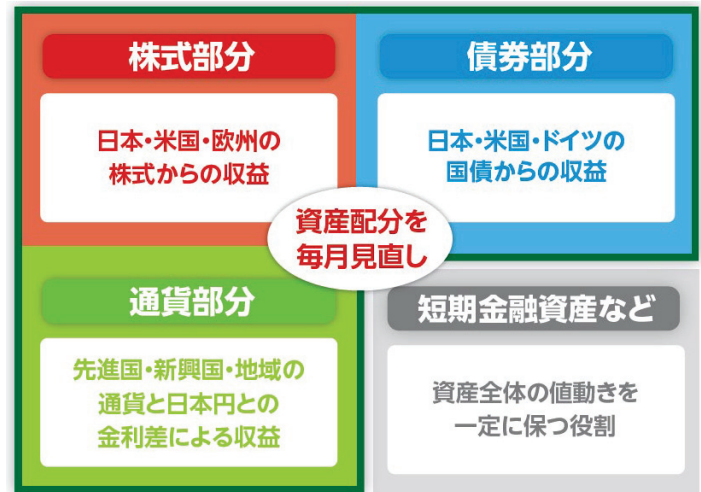 株式部分
日本・米国・欧州の
株式からの収益
債券部分
日本・米国・ドイツの
国債からの収益
資産配分を
毎月見直し
通貨部分
先進国・新興国・地域の
通貨と日本円との
金利差による収益
短期金融資産など
資産全体の値動きを
一定に保つ役割